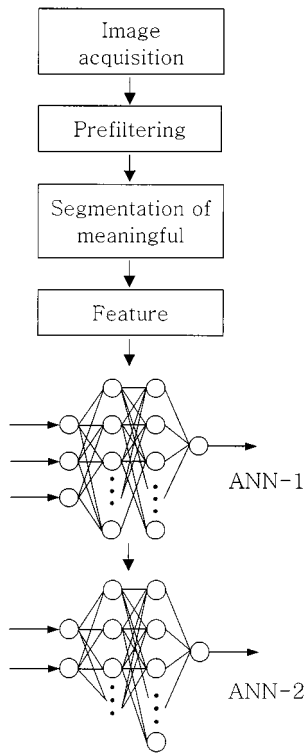 Image
acquisition
Prefiltering
Segmentation of
meaningful
Feature
ANN-1
ANN-2